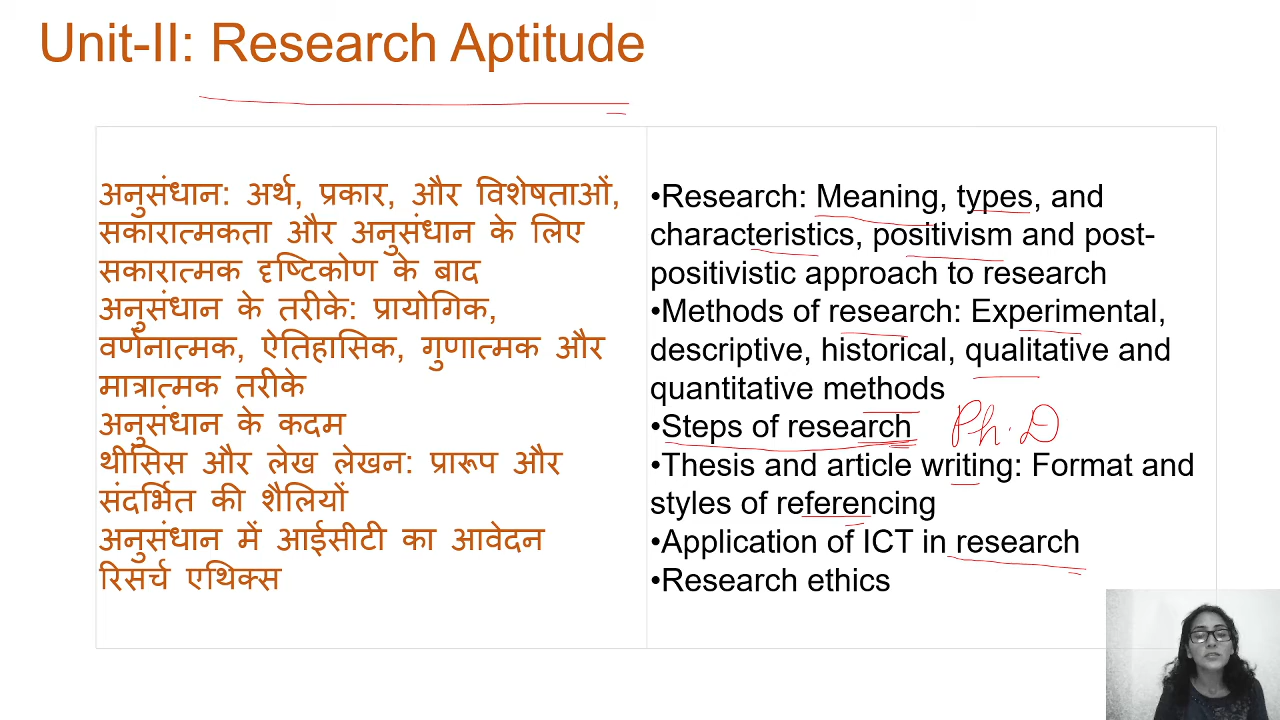 Unit-II: Research Aptitude
अनुसंधान: अर्थ, प्रकार, और विशेषताओं,
सकारात्मकता और अनुसंधान के लिए
सकारात्मक दृष्टिकोण के बाद
अनुसंधान के तरीके: प्रायोगिक,
वर्णनात्मक, ऐतिहासिक, गुणात्मक और
मात्रात्मक तरीके
अनुसंधान के कदम
थीसिस और लेख लेखन: प्रारूप और
संदर्भित की शैलियों
अनुसंधान में आईसीटी का आवेदन
रिसर्च एथिक्स
•Research: Meaning, types, and
characteristics, positivism and post-
positivistic approach to research
•Methods of research: Experimental,
descriptive, historical, qualitative and
quantitative methods
•Steps of research Ph.D
•Thesis and article writing: Format and
styles of referencing
•Application of ICT in research
•Research ethics